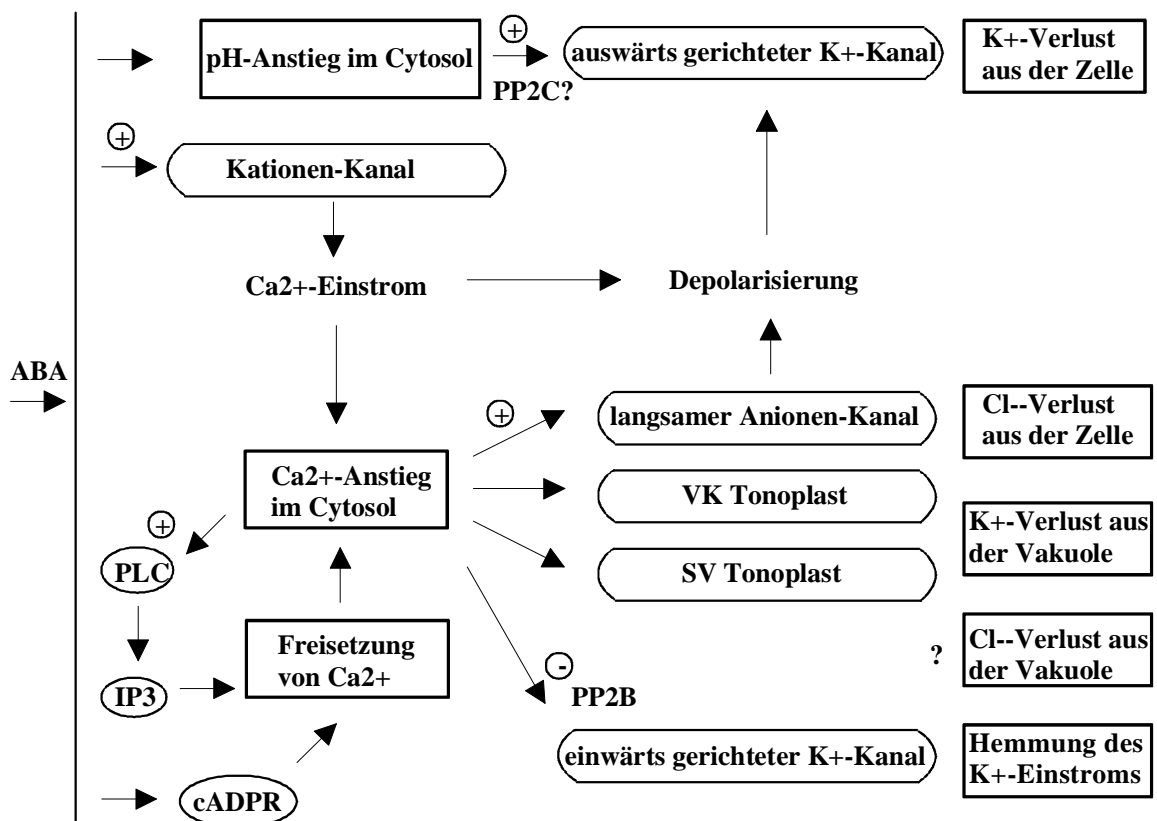 pH-Anstieg im Cytosol
+
PP2C?
auswärts gerichteter K+-Kanal
K+-Verlust
aus der Zelle
+
Kationen-Kanal
Ca2+-Einstrom
Depolarisierung
ABA
+
langsamer Anionen-Kanal
Cl--Verlust
aus der Zelle
Ca2+-Anstieg
im Cytosol
VK Tonoplast
K+-Verlust aus
der Vakuole
+
PLC
SV Tonoplast
Freisetzung
von Ca2+
?
Cl--Verlust aus
der Vakuole
IP3
-
PP2B
einwärts gerichteter K+-Kanal
Hemmung des
K+-Einstroms
cADPR